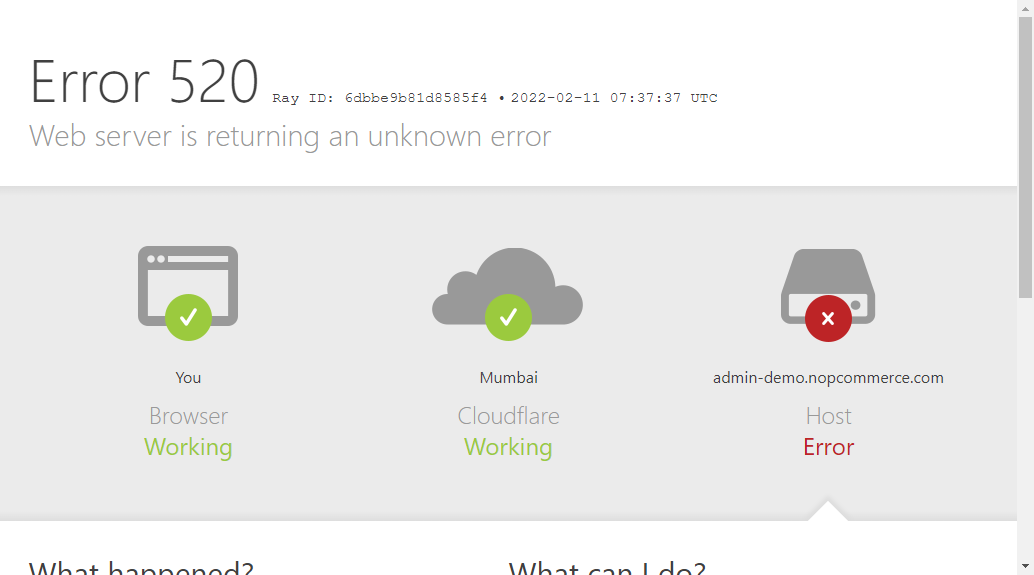 Error 520 Ray ID: 6dbbe9b81d8585f4 • 2022-02-11 07:37:37 UTC
Web server is returning an unknown error
You
Browser
Working
Mumbai
Cloudflare
Working
admin-demo.nopcommerce.com
Host
Error
What happened?
What can I do?